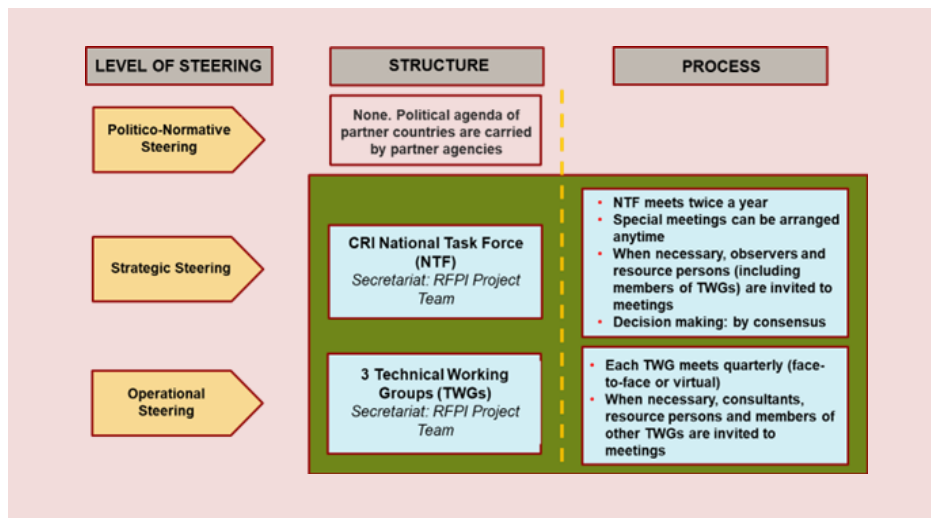 LEVEL OF STEERING
STRUCTURE
PROCESS
Politico-Normative
Steering
None. Political agenda of
partner countries are carried
by partner agencies
Strategic Steering
CRI National Task Force
(NTF)
Secretariat: RFPI Project
Team
• NTF meets twice a year
• Special meetings can be arranged
anytime
• When necessary, observers and
resource persons (including
members of TWGs) are invited to
meetings
• Decision making: by consensus
Operational
Steering
3 Technical Working
Groups (TWGs)
Secretariat: RFPI Project
Team
• Each TWG meets quarterly (face-
to-face or virtual)
• When necessary, consultants,
resource persons and members of
other TWGs are invited to
meetings